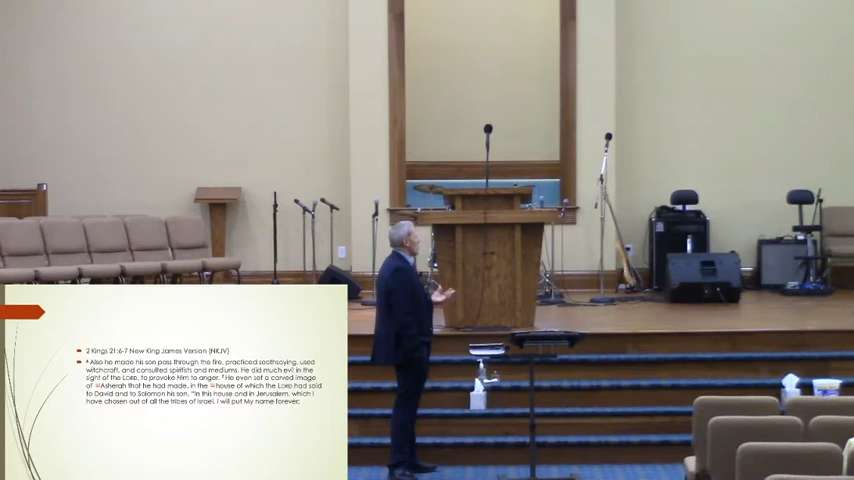 2 Kings 21:6-7 New King James Version (NKJV)
6 Also he made his son pass through the fire, practiced soothsaying, used
witchcraft, and consulted spiritists and mediums. He did much evil in the
sight of the LORD, to provoke Him to anger. 7 He even set a carved image
of Asherah that he had made, in the house of which the LORD had said
to David and to Solomon his son, “In this house and in Jerusalem, which I
have chosen out of all the tribes of Israel, I will put My name forever;